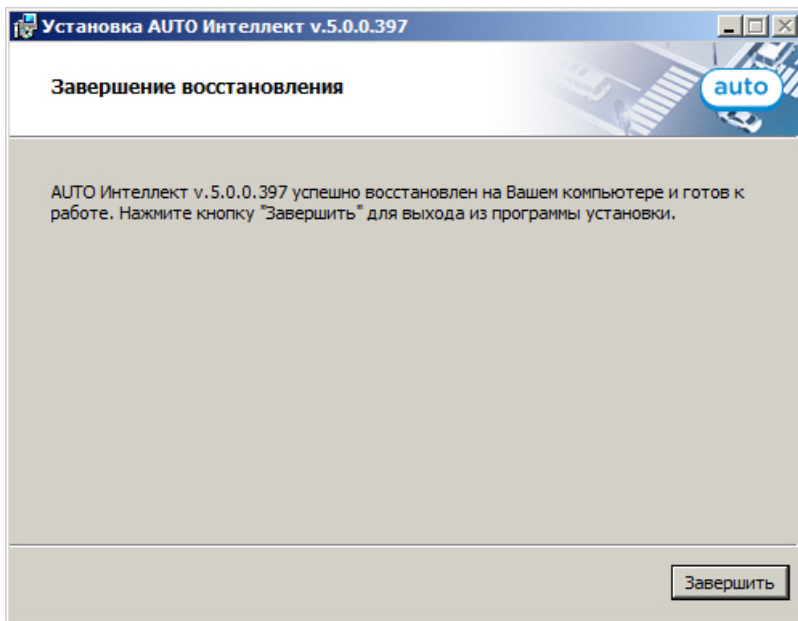 Установка AUTO Интеллект v.5.0.0.397
Завершение восстановления
auto
AUTO Интеллект v.5.0.0.397 успешно восстановлен на Вашем компьютере и готов к
работе. Нажмите кнопку "Завершить" для выхода из программы установки.
Завершить